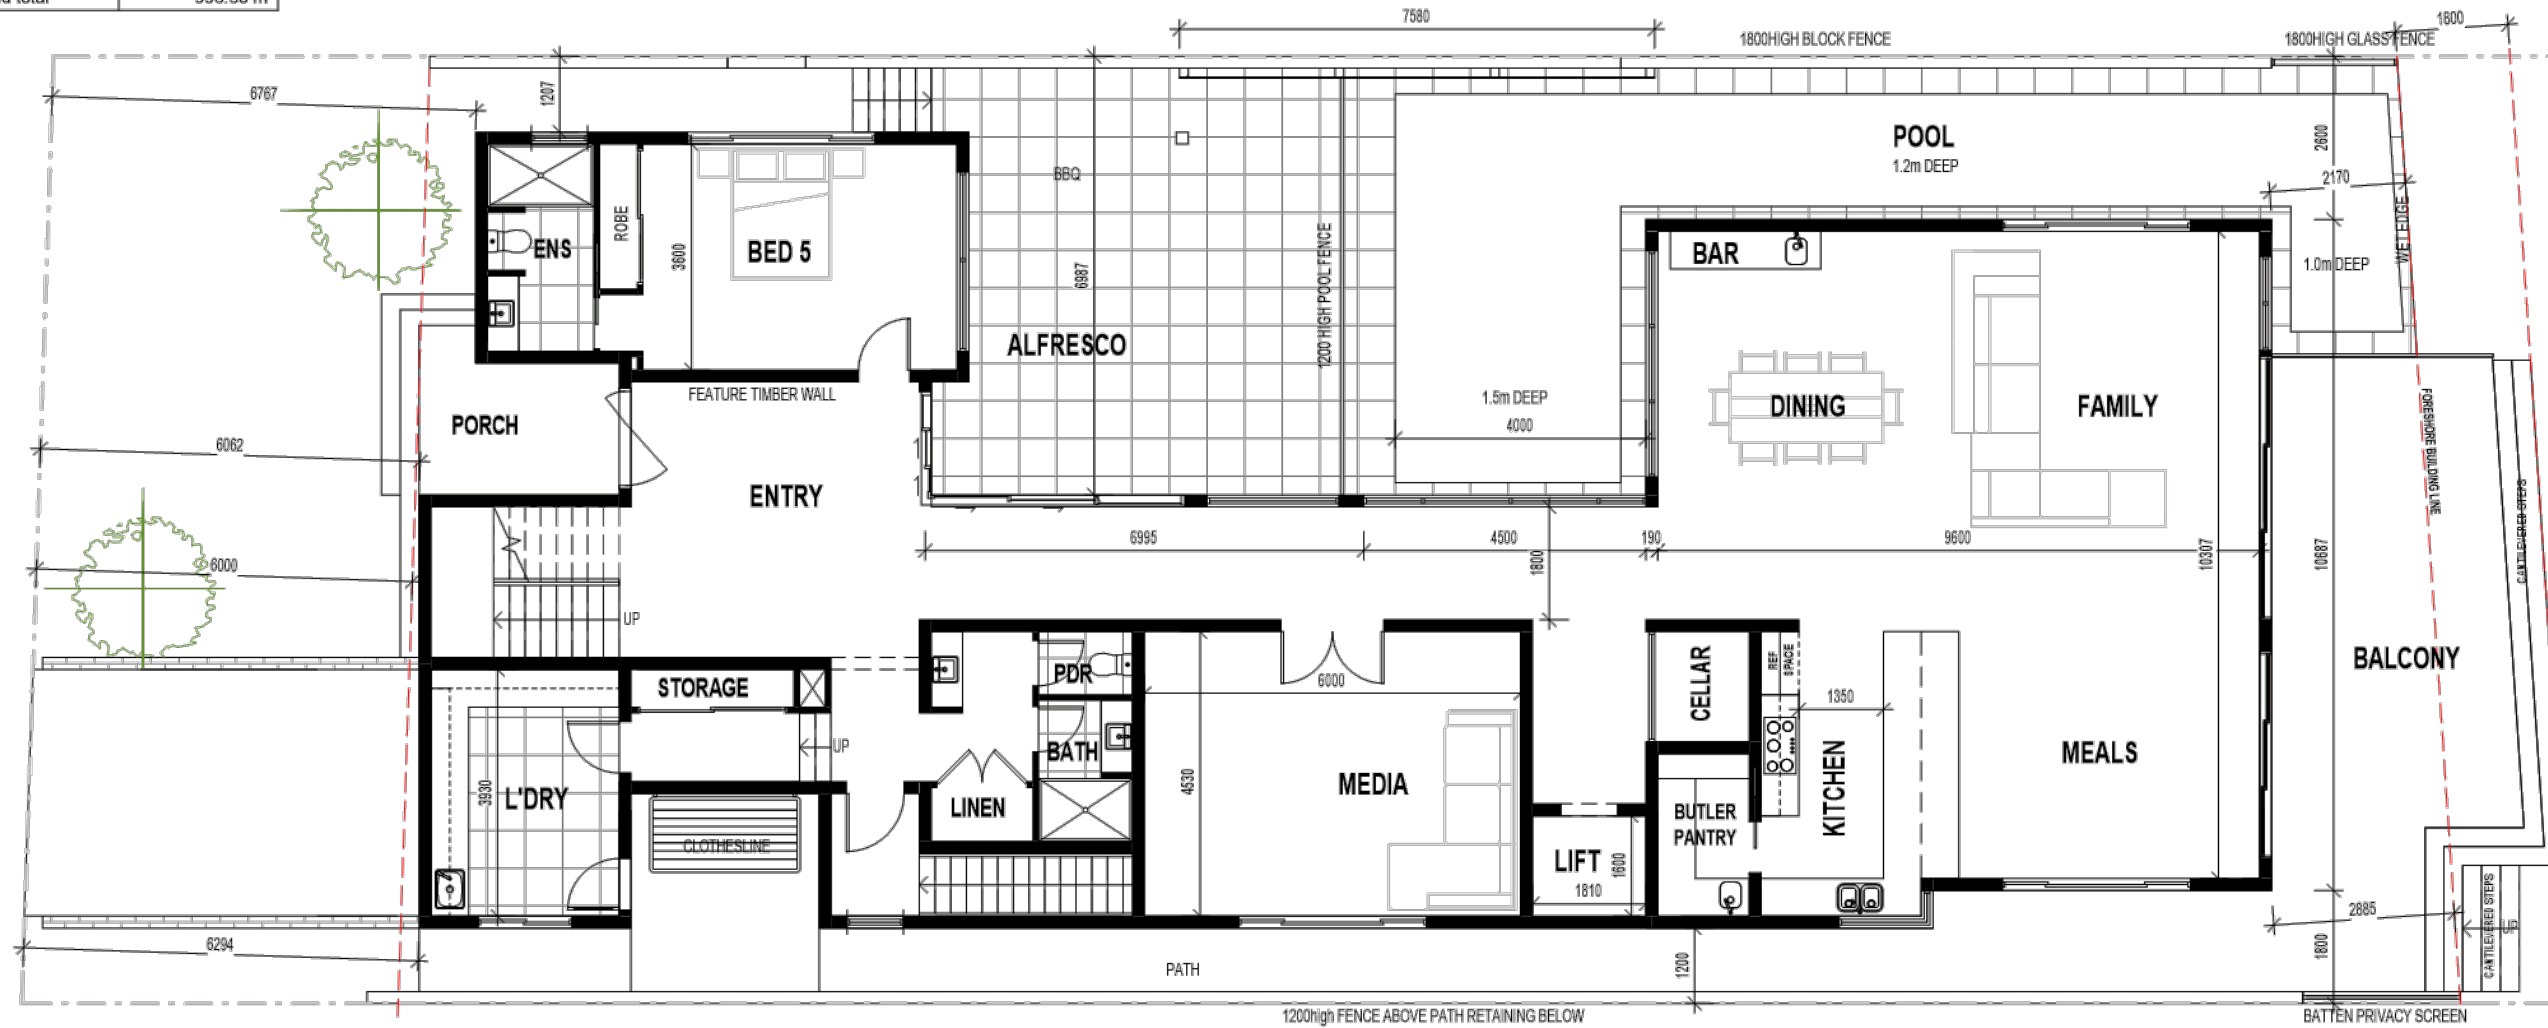 7580
1800
1800HIGH BLOCK FENCE
1800HIGH GLASS FENCE
6767
1207
POOL
1.2m DEEP
2600
2170
BBQ
ROBE
ENS
BED 5
3600
6987
1200 HIGH POOL FENCE
BAR
WET EDGE
1.0m DEEP
ALFRESCO
FEATURE TIMBER WALL
PORCH
1.5m DEEP
4000
DINING
FAMILY
FORESHORE BUILDING LINE
6062
ENTRY
CANTILEVERED STEPS
6995
4500
190
9600
1800
10307
10687
6000
UP
PDR
STORAGE
6000
CELLAR
REF SPACE
1350
BALCONY
UP
BATH
MEALS
KITCHEN
MEDIA
4530
L'DRY
3930
LINEN
BUTLER
PANTRY
CLOTHESLINE
LIFT
1600
1810
2885
CANTILEVERED STEPS
UP
6294
1800
PATH
1200
1200high FENCE ABOVE PATH RETAINING BELOW
BATTEN PRIVACY SCREEN